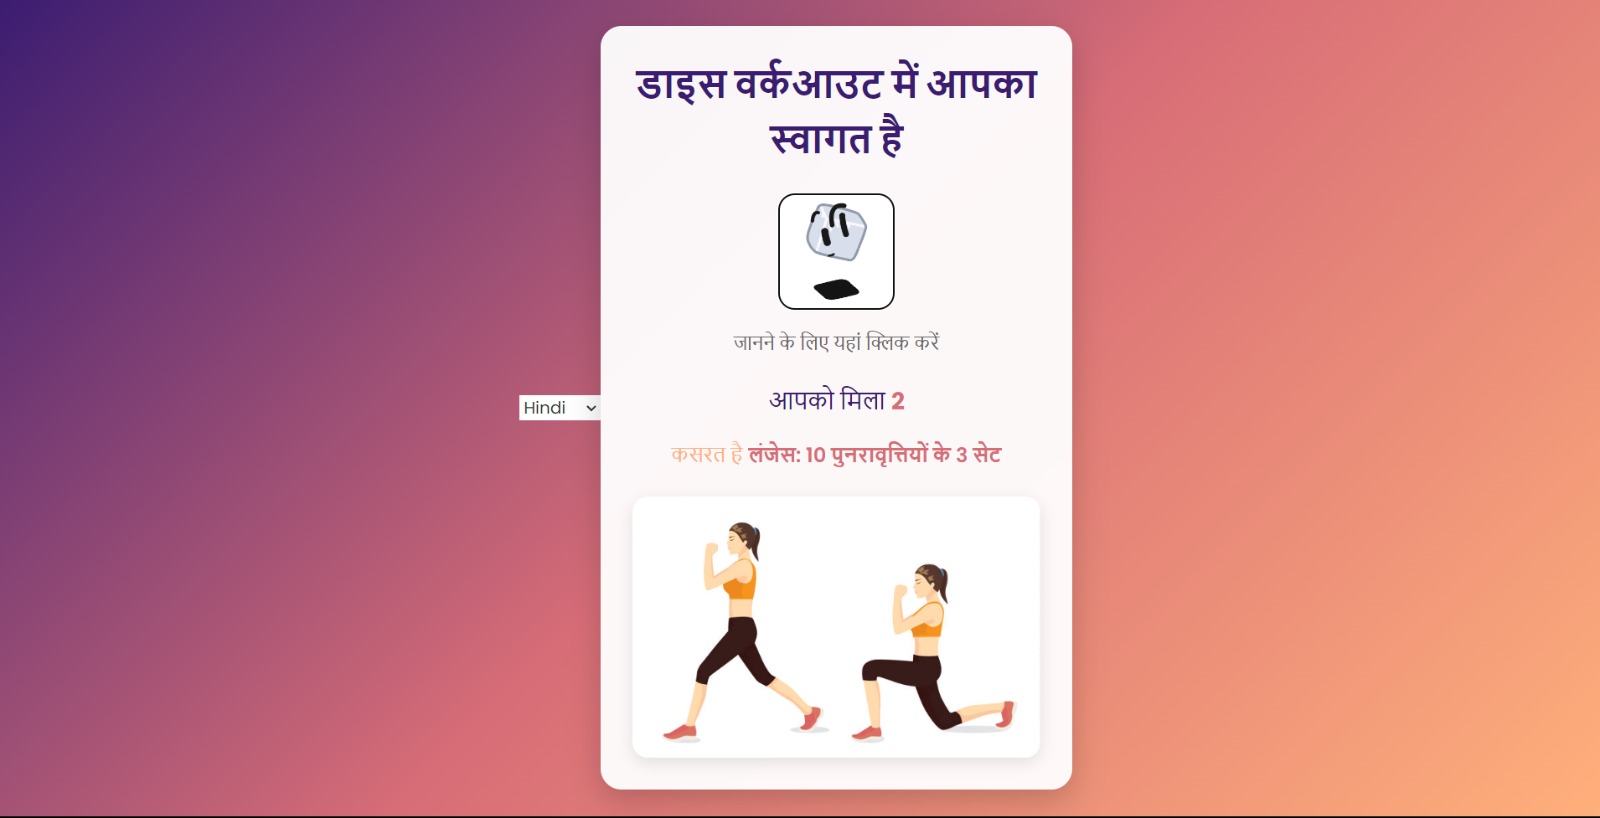 डाइस वर्कआउट में आपका
स्वागत है
जानने के लिए यहां क्लिक करें
आपको मिला 2
Hindi
कसरत है लंजेस: 10 पुनरावृत्तियों के 3 सेट